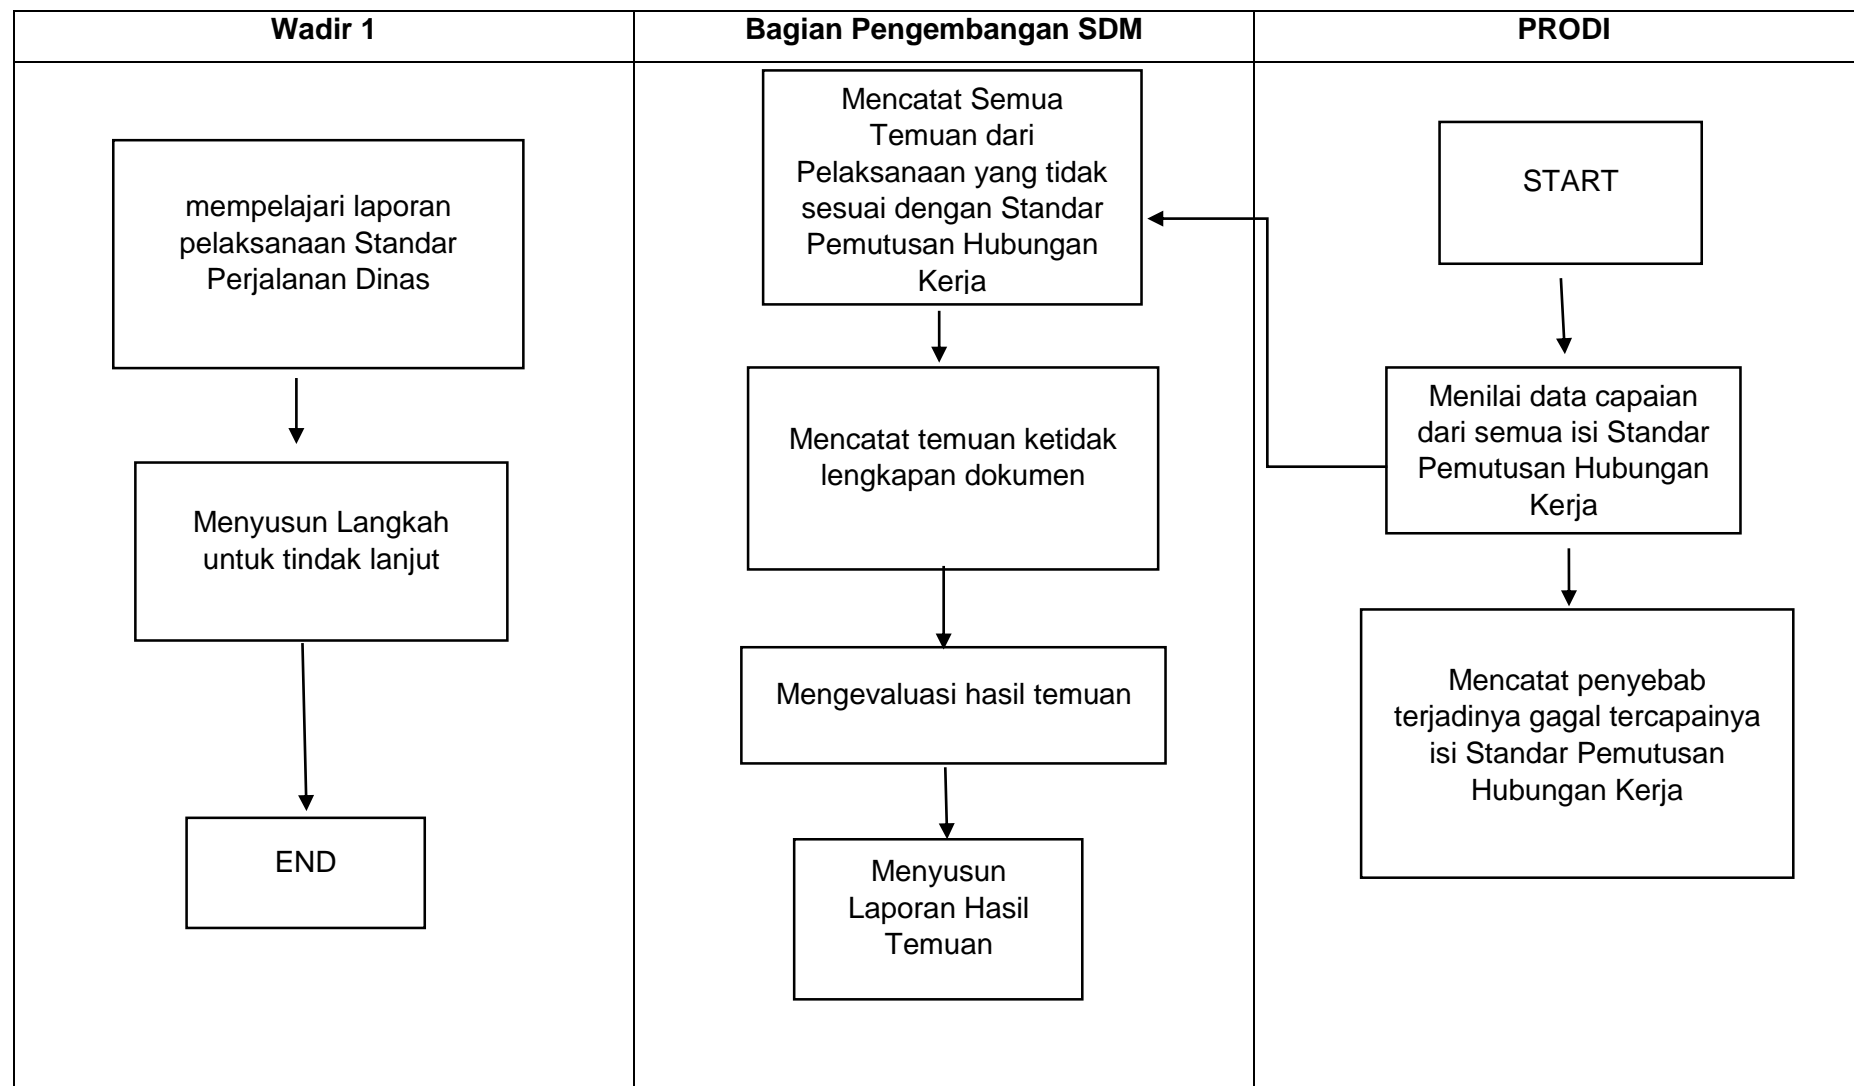 Wadir 1
Bagian Pengembangan SDM
PRODI
mempelajari laporan
pelaksanaan Standar
Perjalanan Dinas
Menyusun Langkah
untuk tindak lanjut
END
Mencatat Semua
Temuan dari
Pelaksanaan yang tidak
sesuai dengan Standar
Pemutusan Hubungan
Kerja
Mencatat temuan ketidak
lengkapan dokumen
Mengevaluasi hasil temuan
Menyusun
Laporan Hasil
Temuan
START
Menilai data capaian
dari semua isi Standar
Pemutusan Hubungan
Kerja
Mencatat penyebab
terjadinya gagal tercapainya
isi Standar Pemutusan
Hubungan Kerja